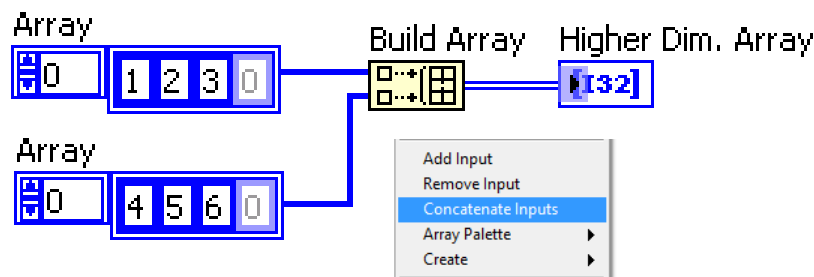 Array
0 1 2 3 0
Build Array
Higher Dim. Array
[I32]
Array
0 4 5 6 0
Add Input
Remove Input
Concatenate Inputs
Array Palette
Create